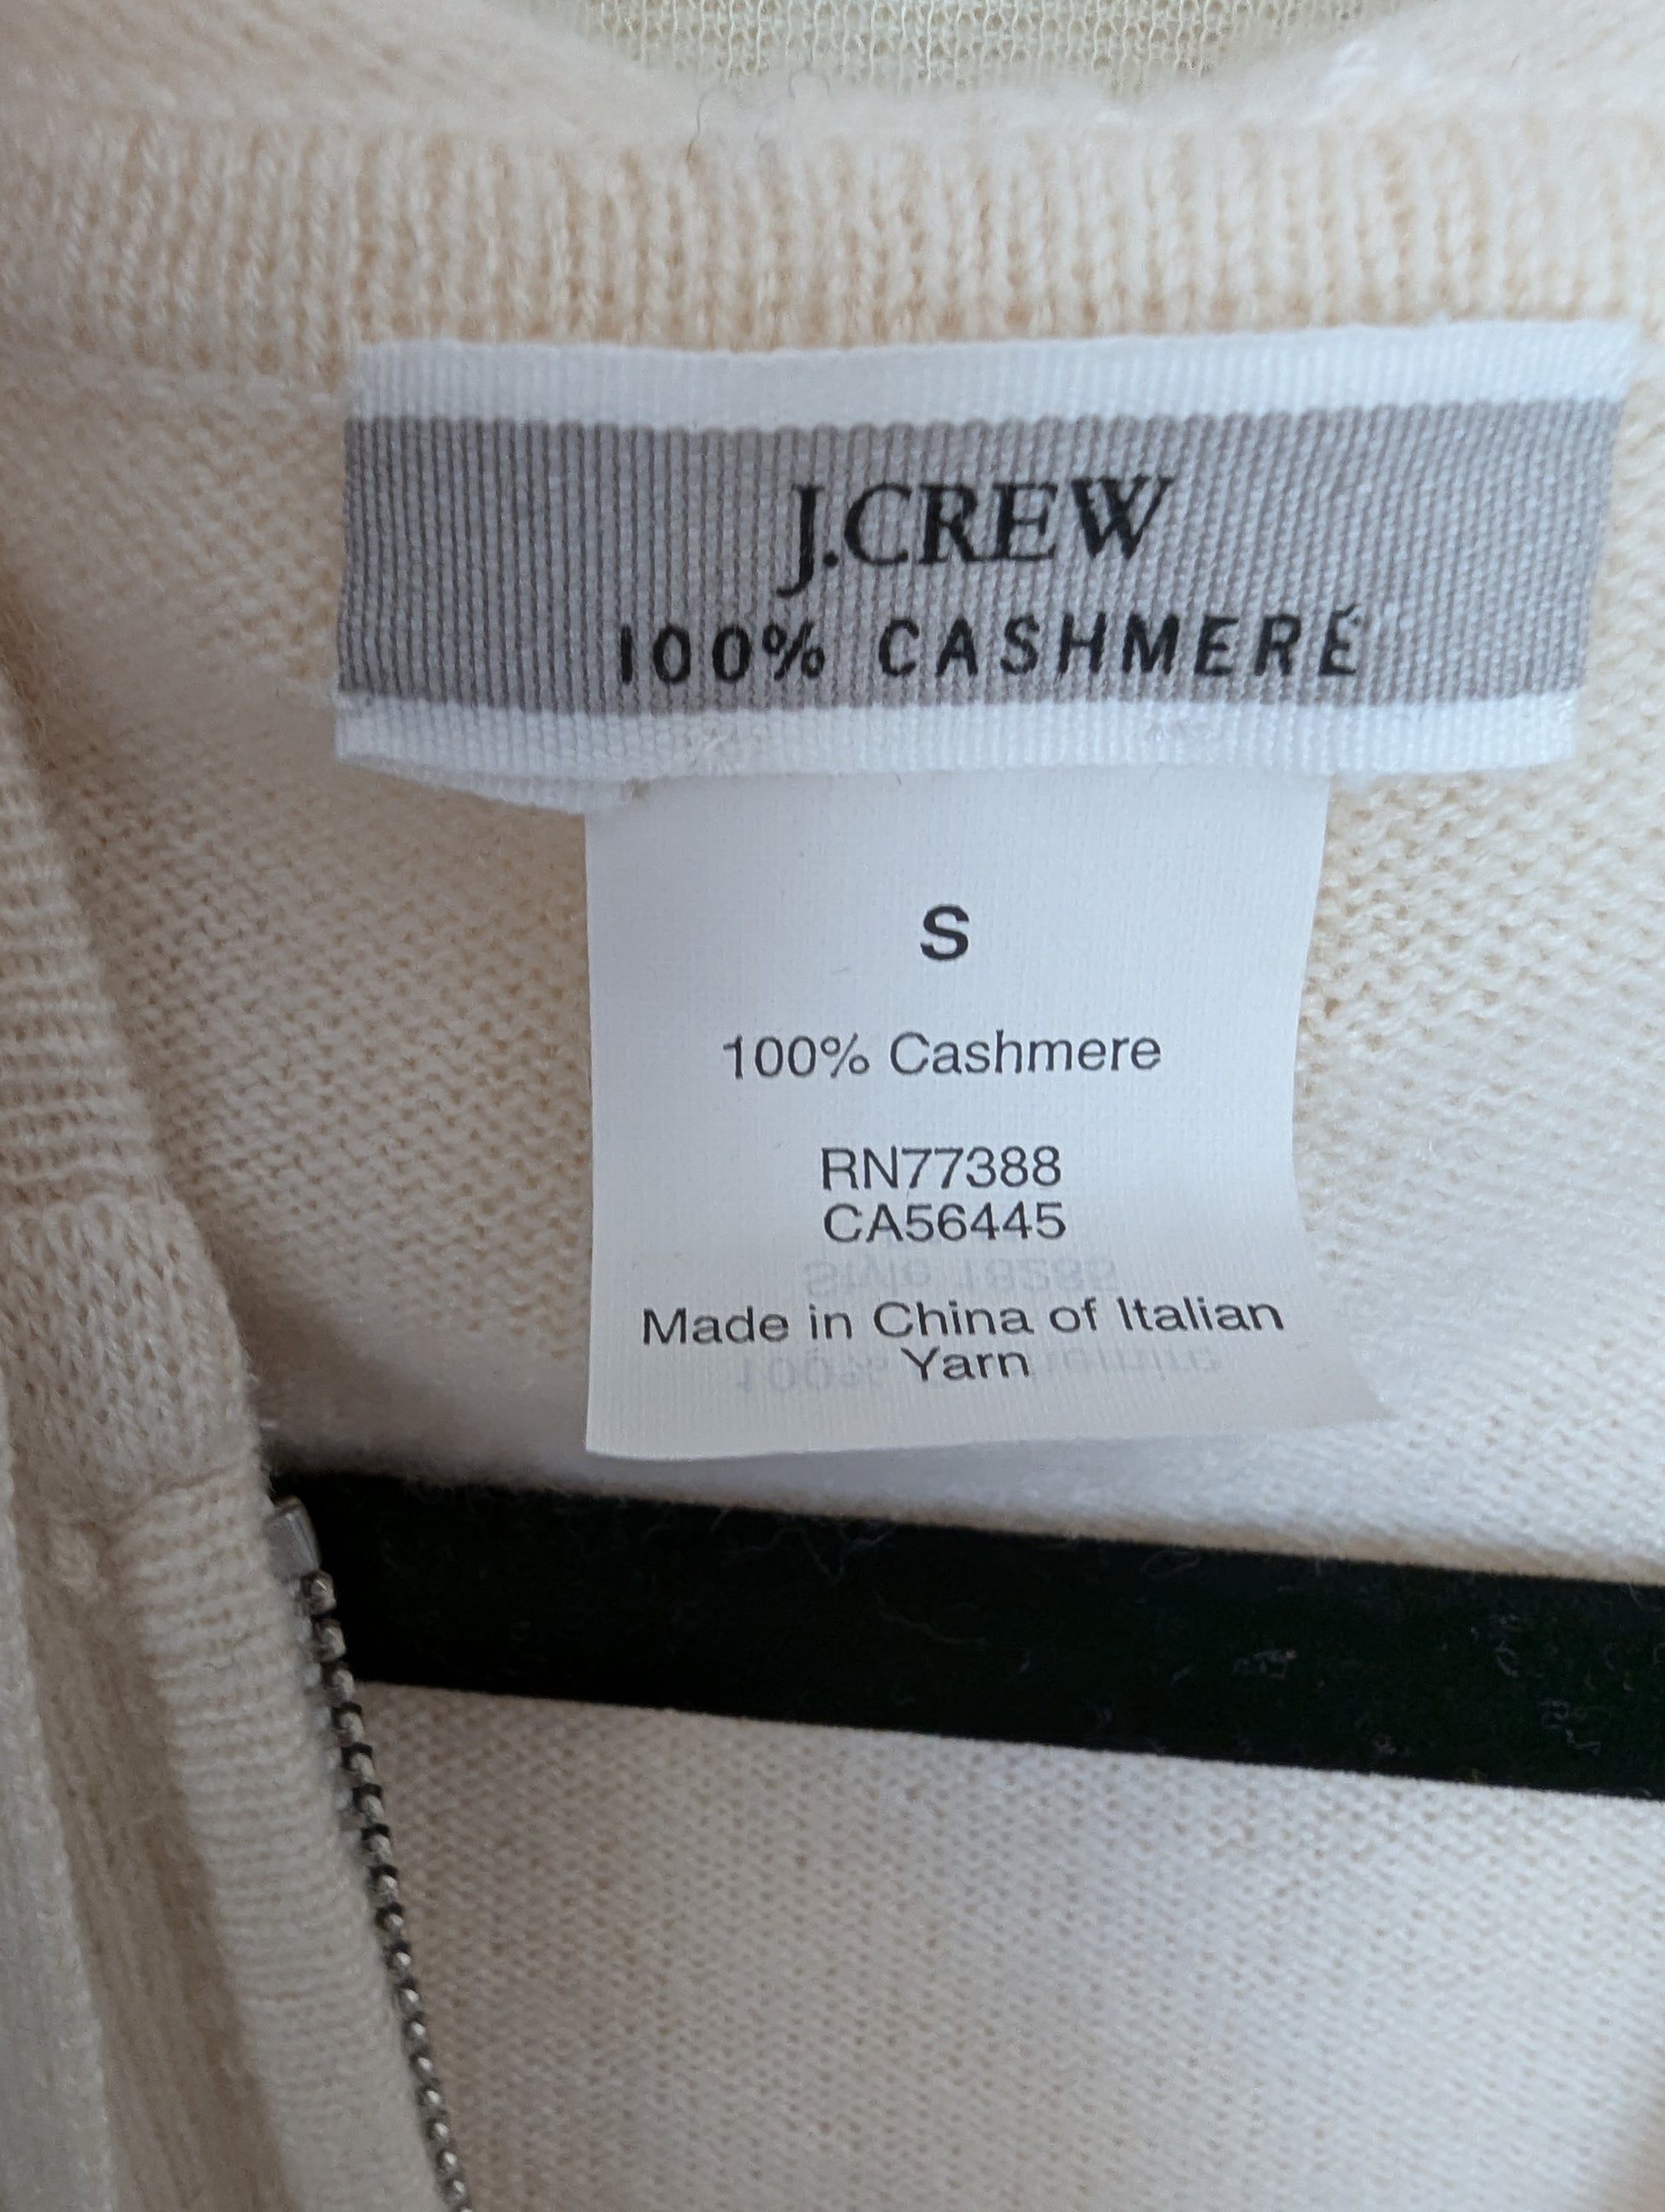 J.CREW
100% CASHMERE
S
100% Cashmere
RN77388
CA56445
Made in China of Italian
Yarn